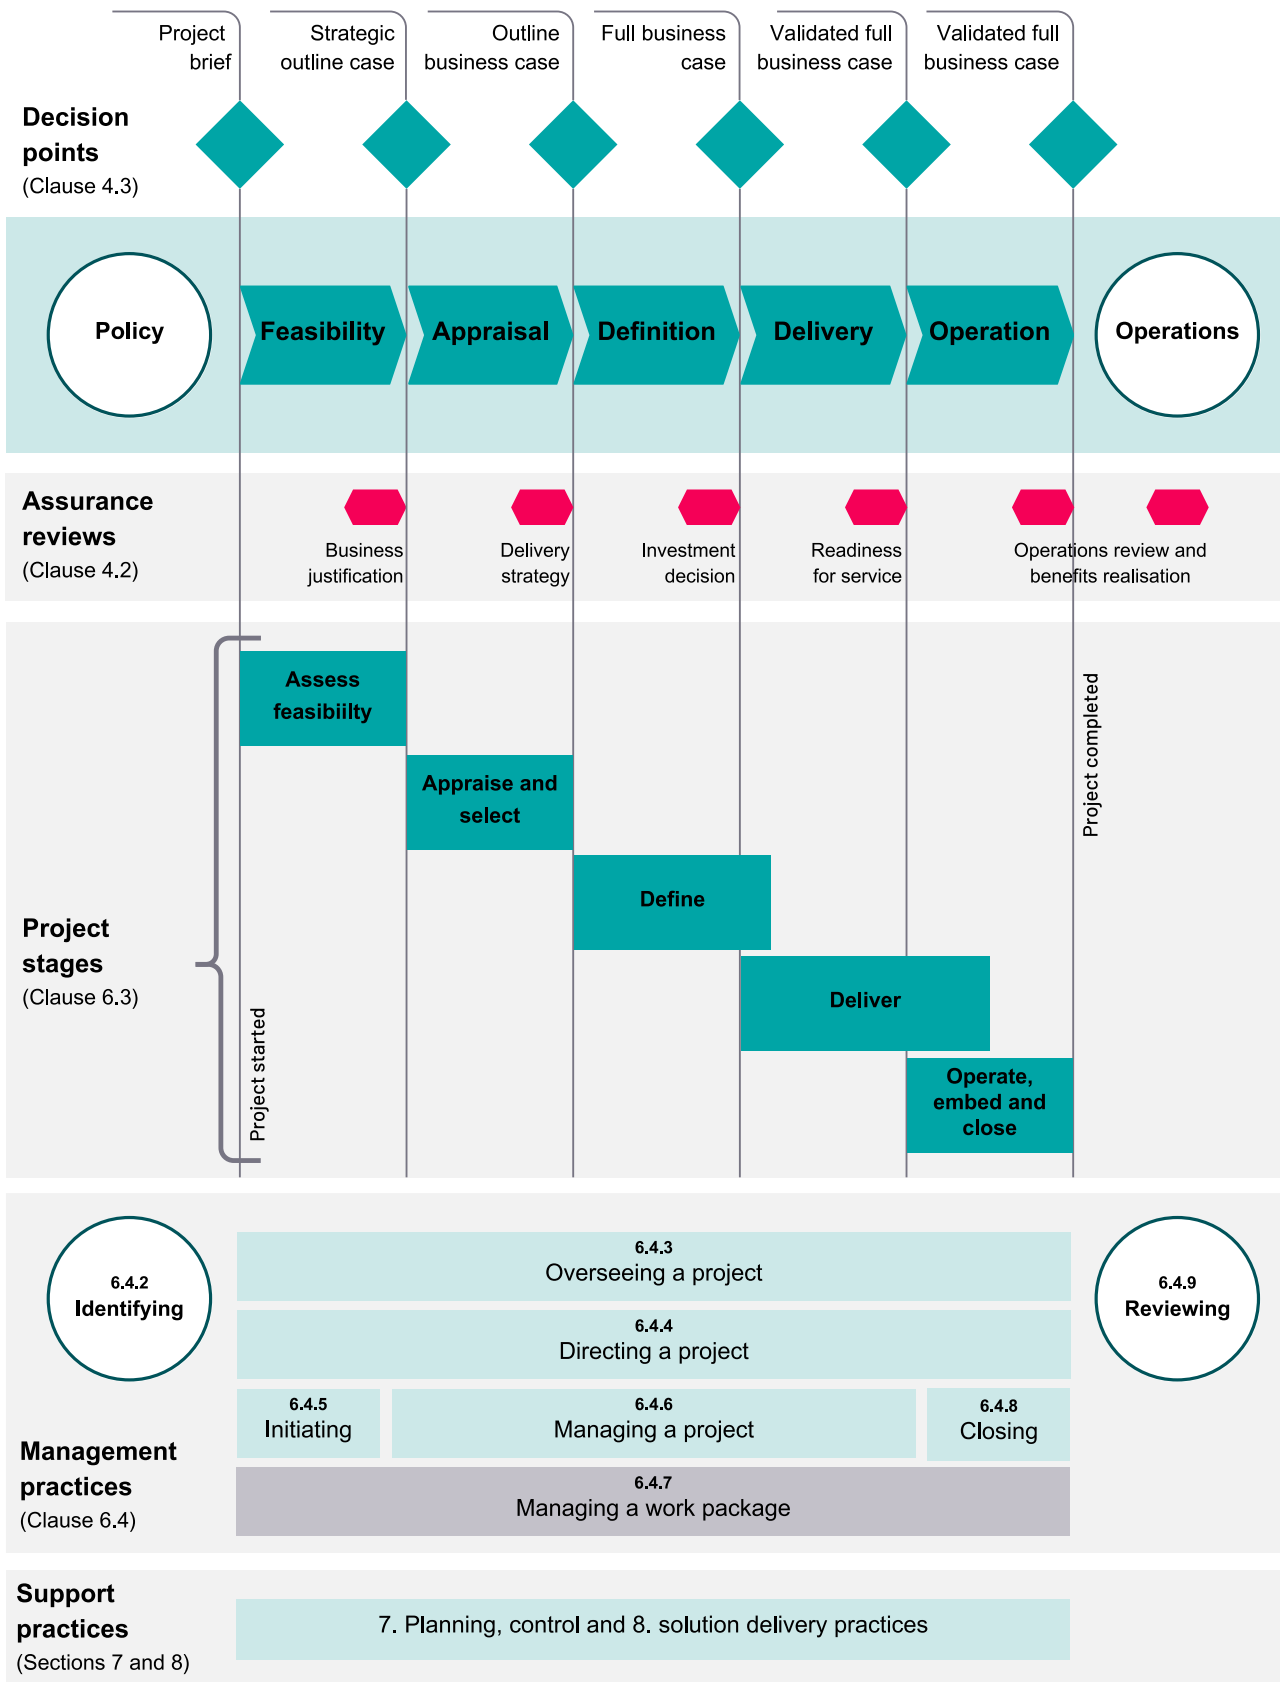 Project
brief
Strategic
outline case
Outline
business case
Full business
case
Validated full
business case
Validated full
business case
Decision
points
(Clause 4.3)
Policy
Feasibility
Appraisal
Definition
Delivery
Operation
Operations
Assurance
reviews
(Clause 4.2)
Business
justification
Delivery
strategy
Investment
decision
Readiness
for service
Operations review and
benefits realisation
Project
stages
(Clause 6.3)
Project started
Assess
feasibiilty
Appraise and
select
Define
Deliver
Operate,
embed and
close
Project completed
6.4.2
Identifying
6.4.3
Overseeing a project
6.4.4
Directing a project
6.4.5
Initiating
6.4.6
Managing a project
6.4.8
Closing
6.4.7
Managing a work package
6.4.9
Reviewing
Management
practices
(Clause 6.4)
Support
practices
(Sections 7 and 8)
7. Planning, control and 8. solution delivery practices